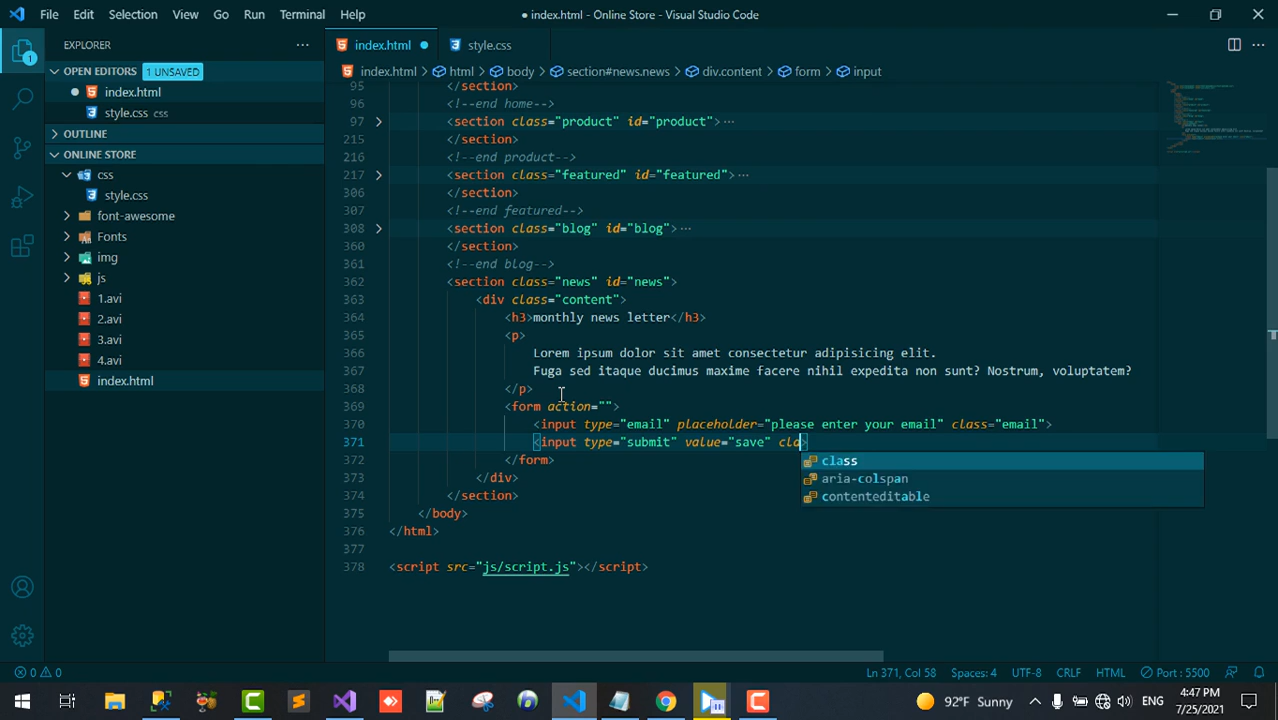 File Edit Selection View Go Run Terminal Help
● index.html - Online Store - Visual Studio Code
EXPLORER
index.html
style.css
OPEN EDITORS 1 UNSAVED
index.html > html > body > section#news.news > div.content > form > input
index.html
style.css css
OUTLINE
ONLINE STORE
css
style.css
font-awesome
Fonts
img
js
1.avi
2.avi
3.avi
4.avi
index.html
95 </section>
96 <!--end home-->
97 <section class="product" id="product">···
215 </section>
216 <!--end product-->
217 <section class="featured" id="featured">···
306 </section>
307 <!--end featured-->
308 <section class="blog" id="blog">···
360 </section>
361 <!--end blog-->
362 <section class="news" id="news">
363 <div class="content">
364 <h3>monthly news letter</h3>
365 <p>
366 Lorem ipsum dolor sit amet consectetur adipisicing elit.
367 Fuga sed itaque ducimus maxime facere nihil expedita non sunt? Nostrum, voluptatem?
368 </p>
369 <form action="">
370 <input type="email" placeholder="please enter your email" class="email">
371 <input type="submit" value="save" cla>
372 </form>
373 </div>
374 </section>
375 </body>
376 </html>
377
378 <script src="js/script.js"></script>
class
aria-colspan
contenteditable
1
0 0
Ln 371, Col 58 Spaces: 4 UTF-8 CRLF HTML Port : 5500
92°F Sunny
ENG
4:47 PM
7/25/2021